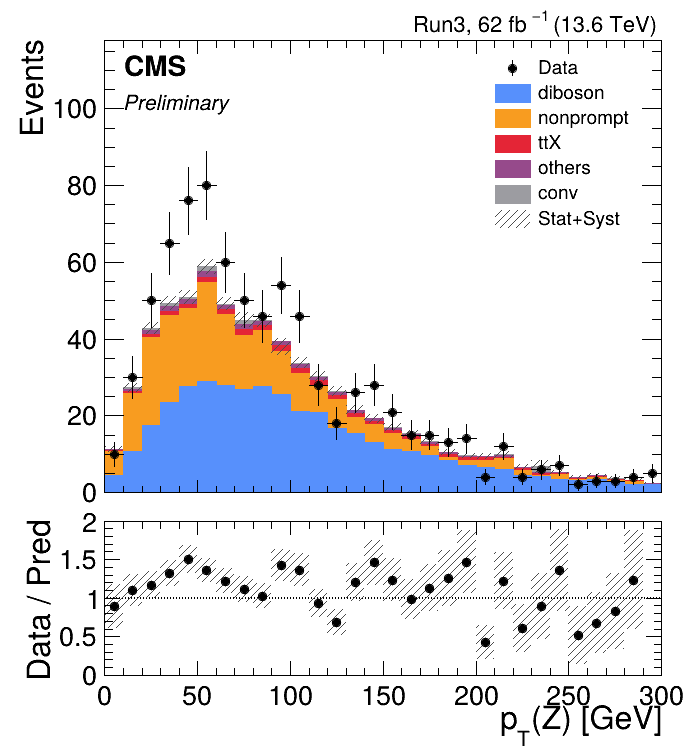 Run3, 62 fb⁻¹ (13.6 TeV)
CMS
Preliminary
Events
100
80
60
40
20
0
Data
diboson
nonprompt
ttX
others
conv
Stat+Syst
Data / Pred
2
1.5
1
0.5
0
0 50 100 150 200 250 300
p_T(Z) [GeV]